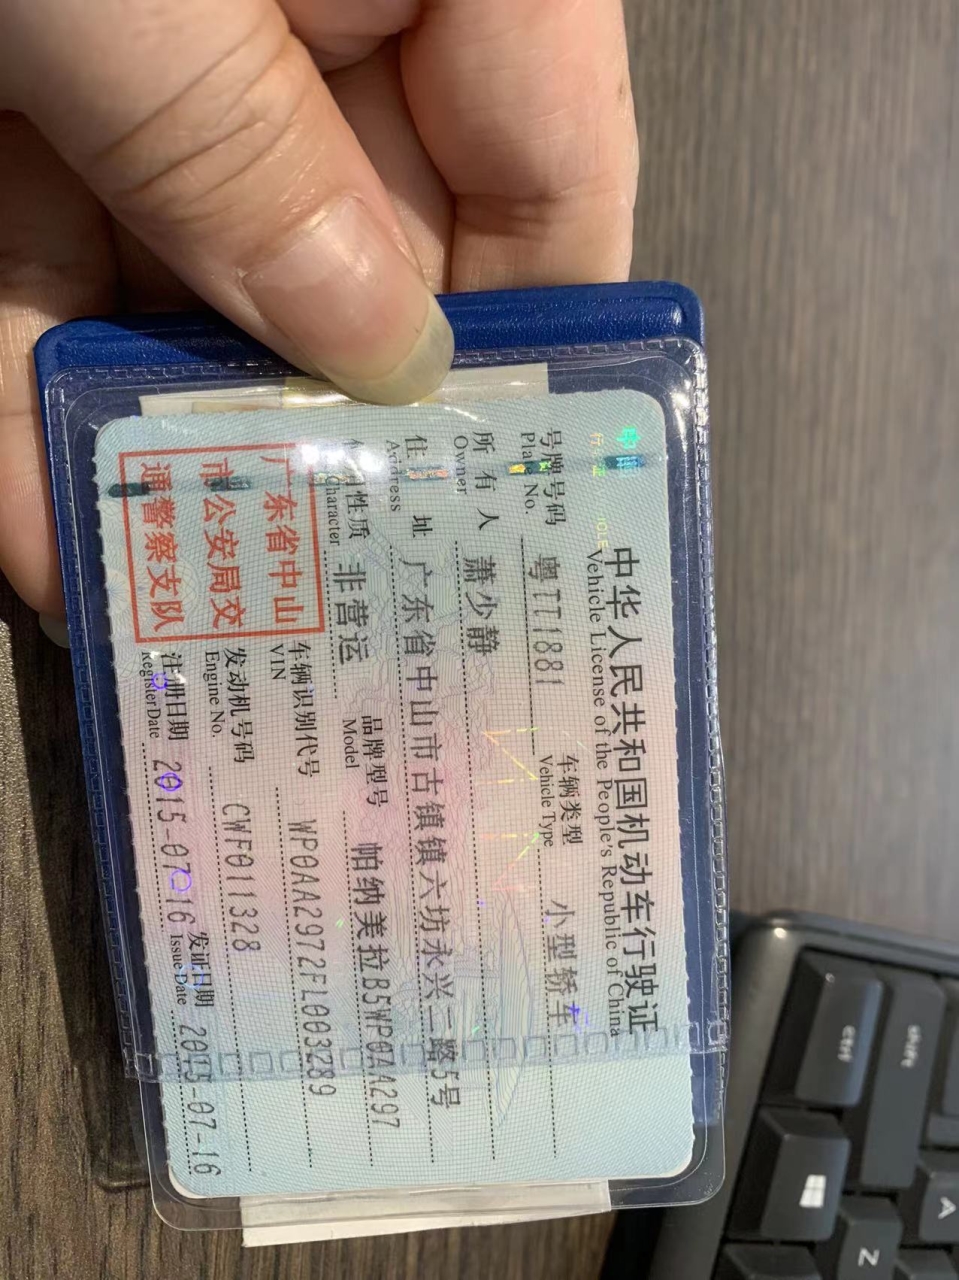 中华人民共和国机动车行驶证
Vehicle License of the People's Republic of China
号牌号码 粤TT1881 车辆类型 小型轿车
Plate No. Vehicle Type
所有人 萧少静
Owner
住址 广东省中山市古镇镇六坊永兴二路5号
Address
使用性质 非营运 品牌型号 帕纳美拉B5WP0AA297
Character Model
广东省中山
市公安局交
通警察支队
车辆识别代号 WP0AA2972FL003289
VIN
发动机号码 CWF011328
Engine No.
注册日期 2015-07-16 发证日期 2015-07-16
Register Date Issue Date
ctrl
shift
Z
A